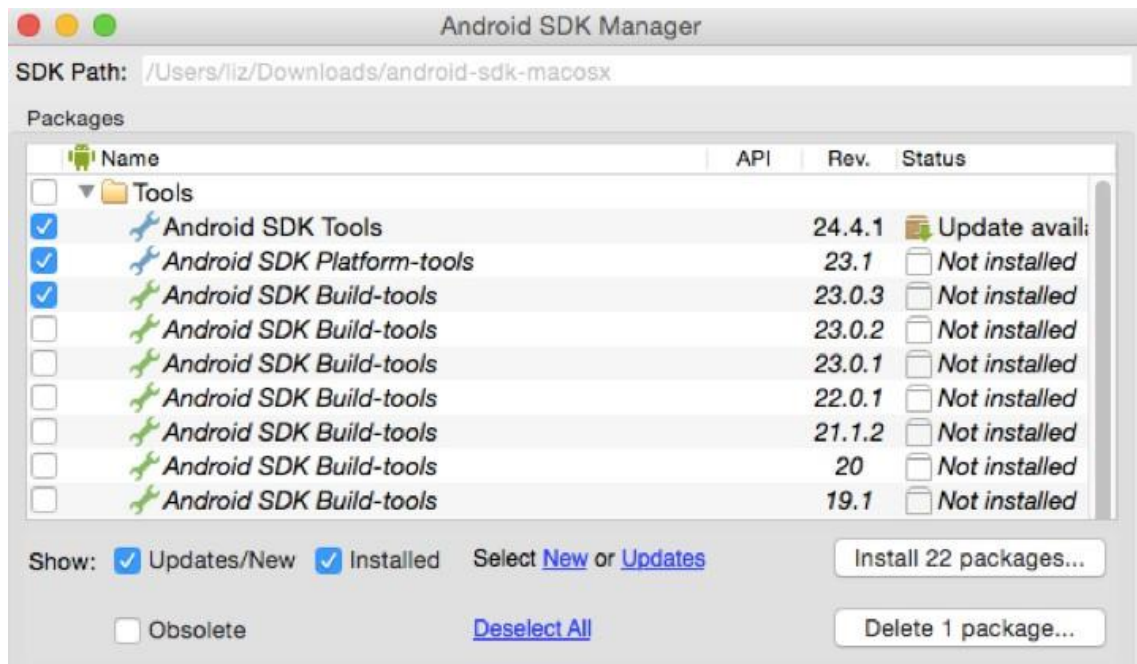 Android SDK Manager
SDK Path: /Users/liz/Downloads/android-sdk-macosx
Packages
Name API Rev. Status
Tools
Android SDK Tools 24.4.1 Update availa
Android SDK Platform-tools 23.1 Not installed
Android SDK Build-tools 23.0.3 Not installed
Android SDK Build-tools 23.0.2 Not installed
Android SDK Build-tools 23.0.1 Not installed
Android SDK Build-tools 22.0.1 Not installed
Android SDK Build-tools 21.1.2 Not installed
Android SDK Build-tools 20 Not installed
Android SDK Build-tools 19.1 Not installed
Show: Updates/New Installed Select New or Updates Install 22 packages...
Obsolete Deselect All Delete 1 package...